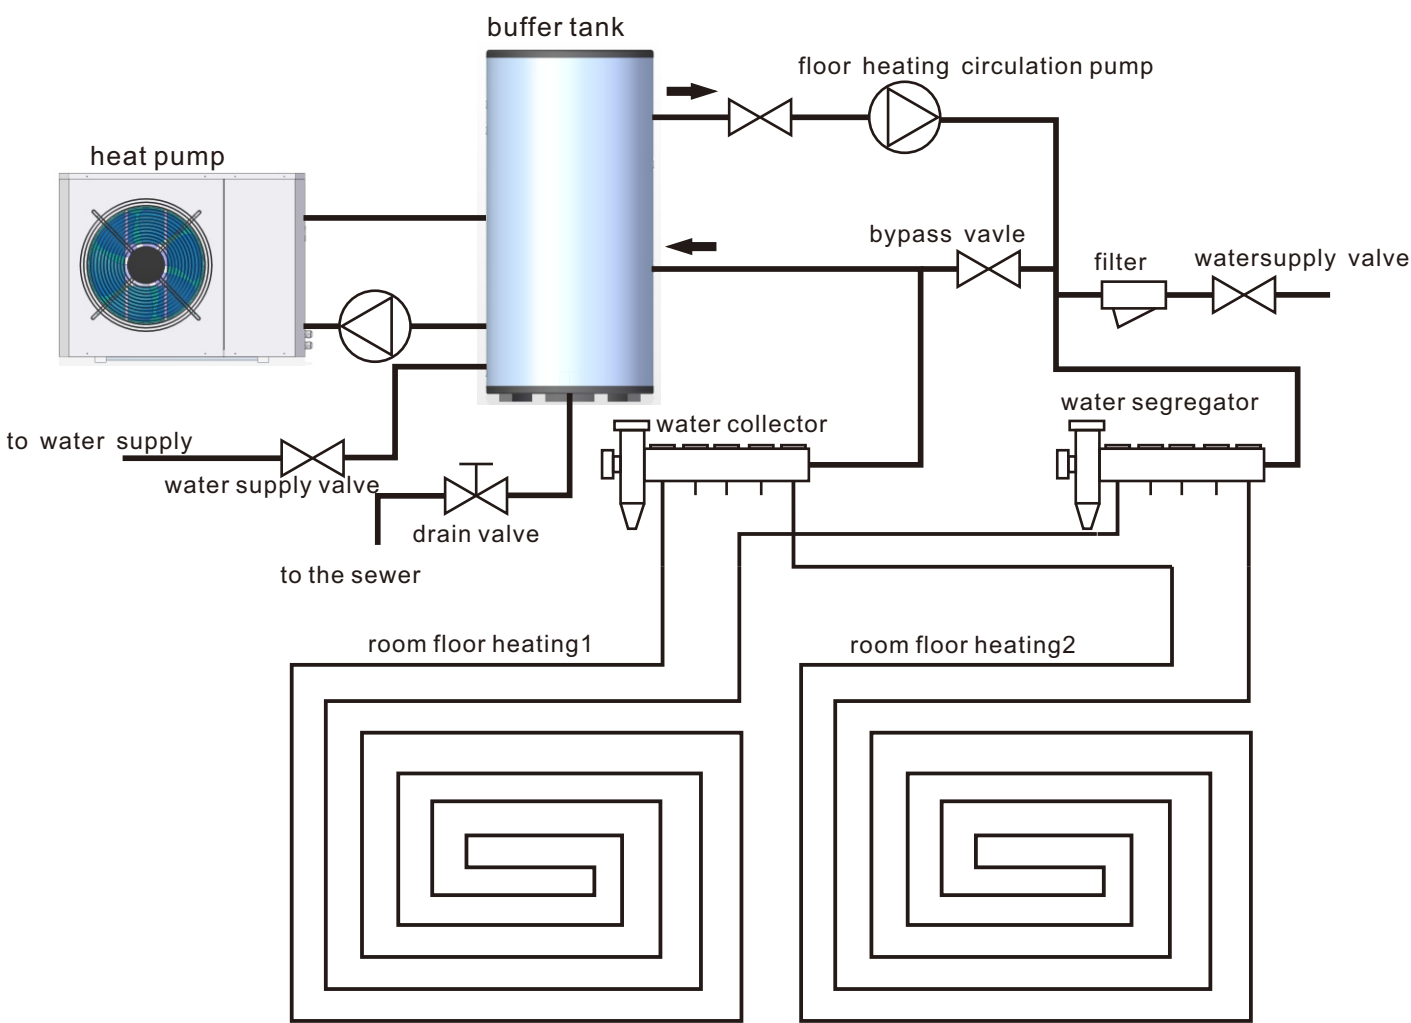 buffer tank
floor heating circulation pump
heat pump
bypass vavle
filter
watersupply valve
water segregator
water collector
to water supply
water supply valve
drain valve
to the sewer
room floor heating1
room floor heating2